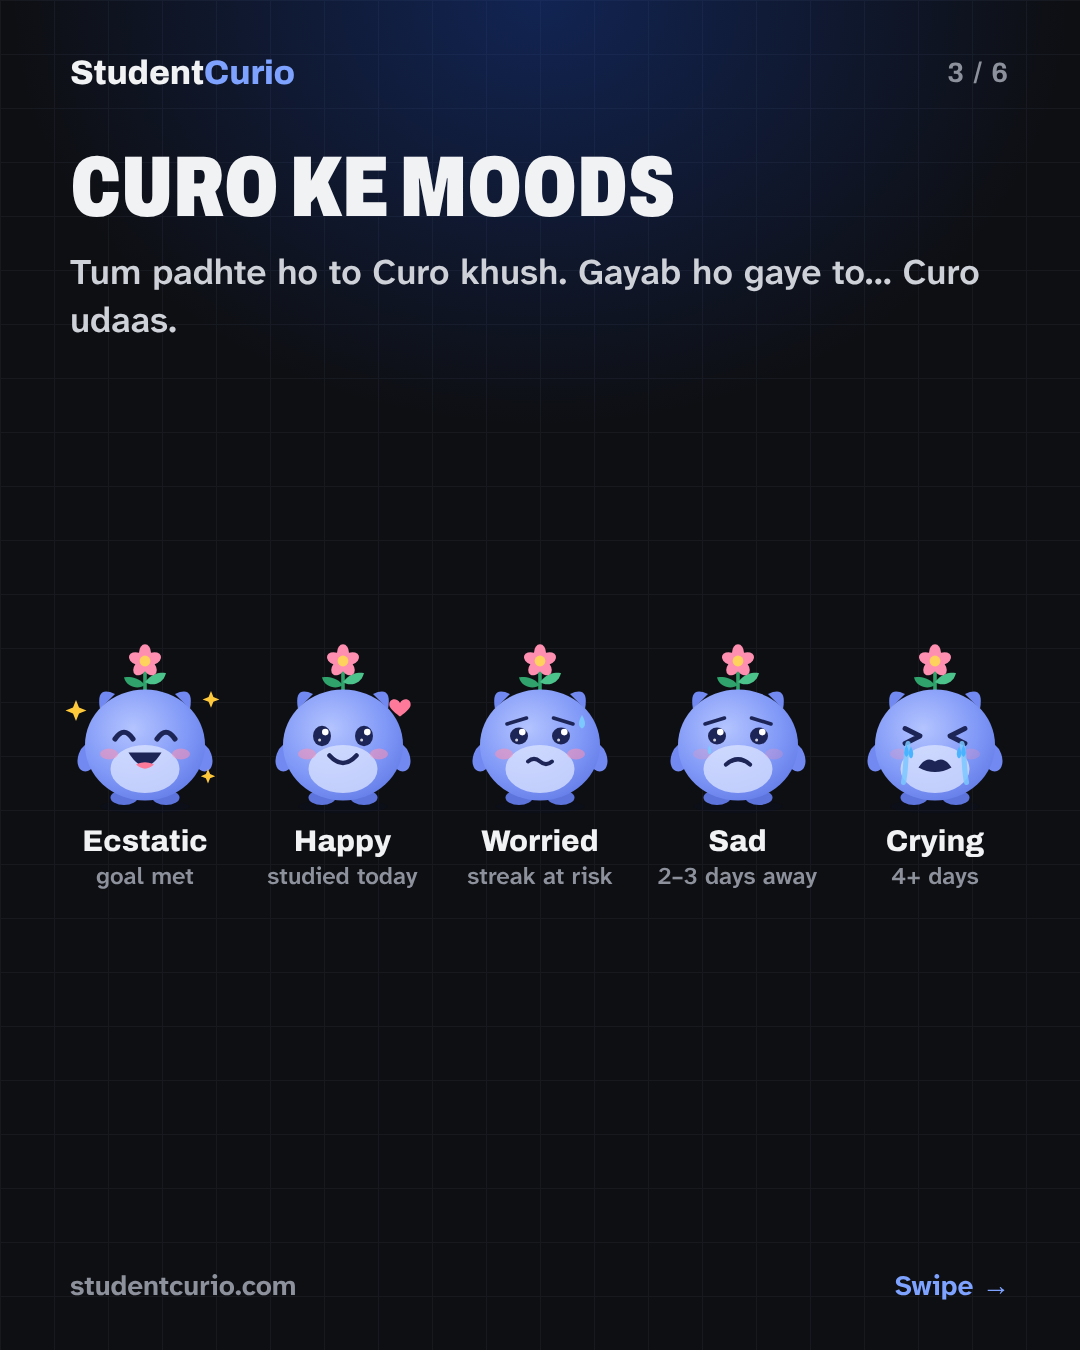 StudentCurio
3 / 6
CURO KE MOODS
Tum padhte ho to Curo khush. Gayab ho gaye to... Curo
udaas.
Ecstatic
goal met
Happy
studied today
Worried
streak at risk
Sad
2–3 days away
Crying
4+ days
studentcurio.com
Swipe →